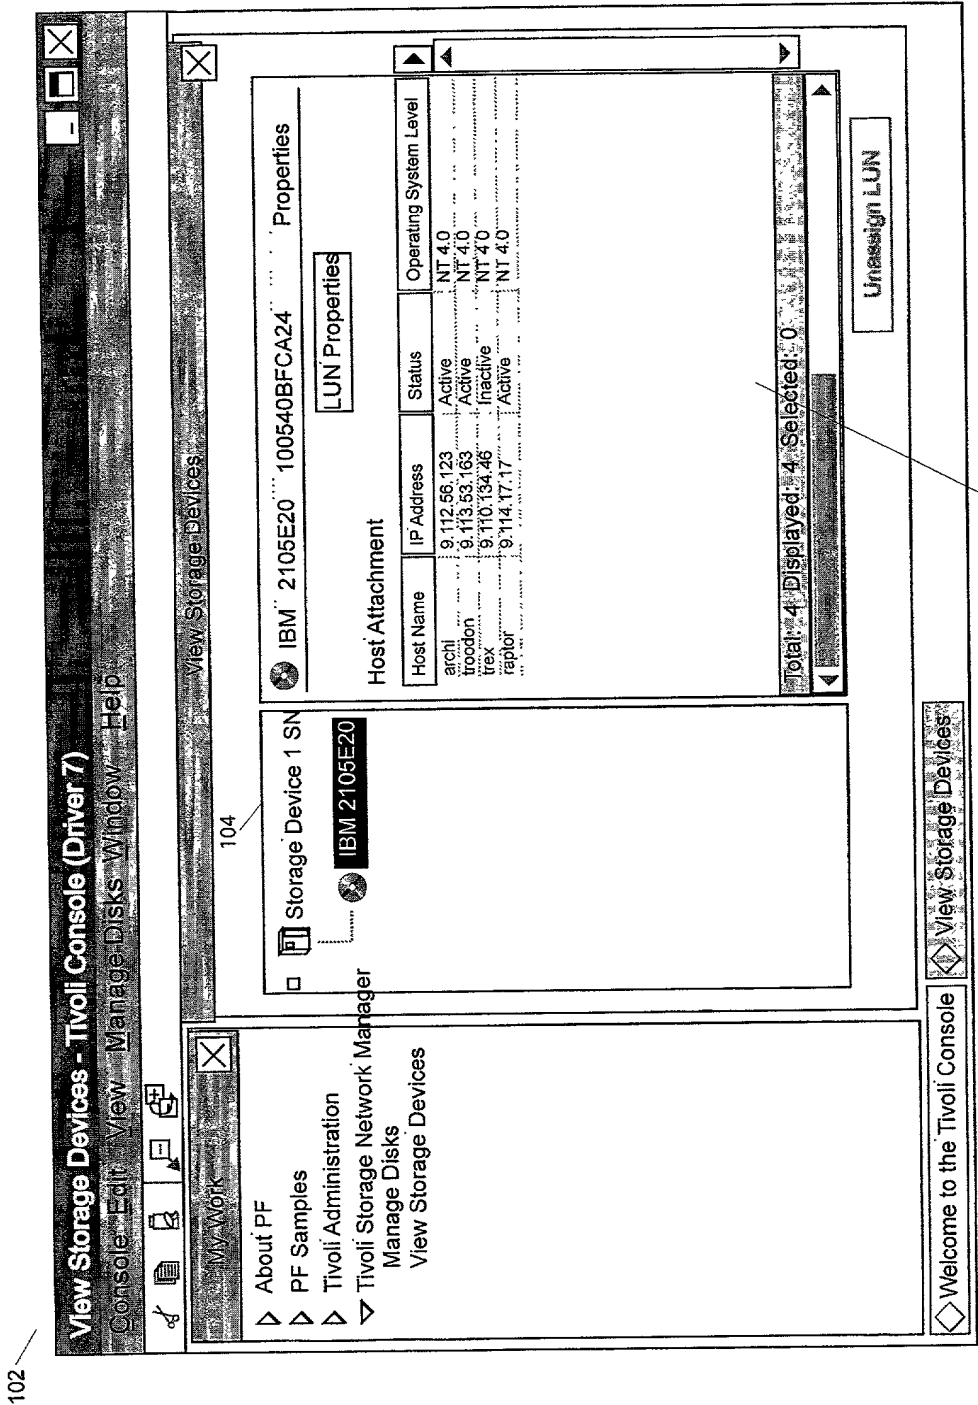 102
View Storage Devices - Tivoli Console (Driver 7)
Console Edit View Manage Disks Window Help
My Work
About PF
PF Samples
Tivoli Administration
Tivoli Storage Network Manager
Manage Disks
View Storage Devices
View Storage Devices
104
Storage Device 1 SN
IBM 2105E20
IBM 2105E20 100540BFCA24 Properties
LUN Properties
Host Attachment
Host Name IP Address Status Operating System Level
archi 9.112.56.123 Active NT 4.0
troodon 9.113.53.163 Active NT 4.0
trex 9.110.134.46 Inactive NT 4.0
raptor 9.114.17.17 Active NT 4.0
Total: 4 Displayed: 4 Selected: 0
Unassign LUN
Welcome to the Tivoli Console
View Storage Devices